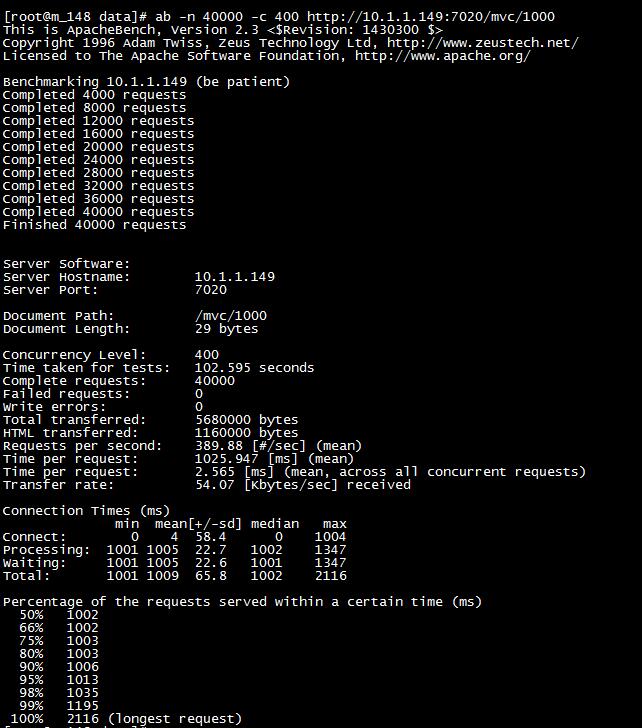 [root@m_148 data]# ab -n 40000 -c 400 http://10.1.1.149:7020/mvc/1000
This is ApacheBench, Version 2.3 <$Revision: 1430300 $>
Copyright 1996 Adam Twiss, Zeus Technology Ltd, http://www.zeustech.net/
Licensed to The Apache Software Foundation, http://www.apache.org/

Benchmarking 10.1.1.149 (be patient)
Completed 4000 requests
Completed 8000 requests
Completed 12000 requests
Completed 16000 requests
Completed 20000 requests
Completed 24000 requests
Completed 28000 requests
Completed 32000 requests
Completed 36000 requests
Completed 40000 requests
Finished 40000 requests


Server Software:
Server Hostname:        10.1.1.149
Server Port:            7020

Document Path:          /mvc/1000
Document Length:        29 bytes

Concurrency Level:      400
Time taken for tests:   102.595 seconds
Complete requests:      40000
Failed requests:        0
Write errors:           0
Total transferred:      5680000 bytes
HTML transferred:       1160000 bytes
Requests per second:    389.88 [#/sec] (mean)
Time per request:       1025.947 [ms] (mean)
Time per request:       2.565 [ms] (mean, across all concurrent requests)
Transfer rate:          54.07 [Kbytes/sec] received

Connection Times (ms)
              min  mean[+/-sd] median   max
Connect:        0    4  58.4      0    1004
Processing:  1001 1005  22.7   1002    1347
Waiting:     1001 1005  22.6   1001    1347
Total:       1001 1009  65.8   1002    2116

Percentage of the requests served within a certain time (ms)
  50%   1002
  66%   1002
  75%   1003
  80%   1003
  90%   1006
  95%   1013
  98%   1035
  99%   1195
 100%   2116 (longest request)